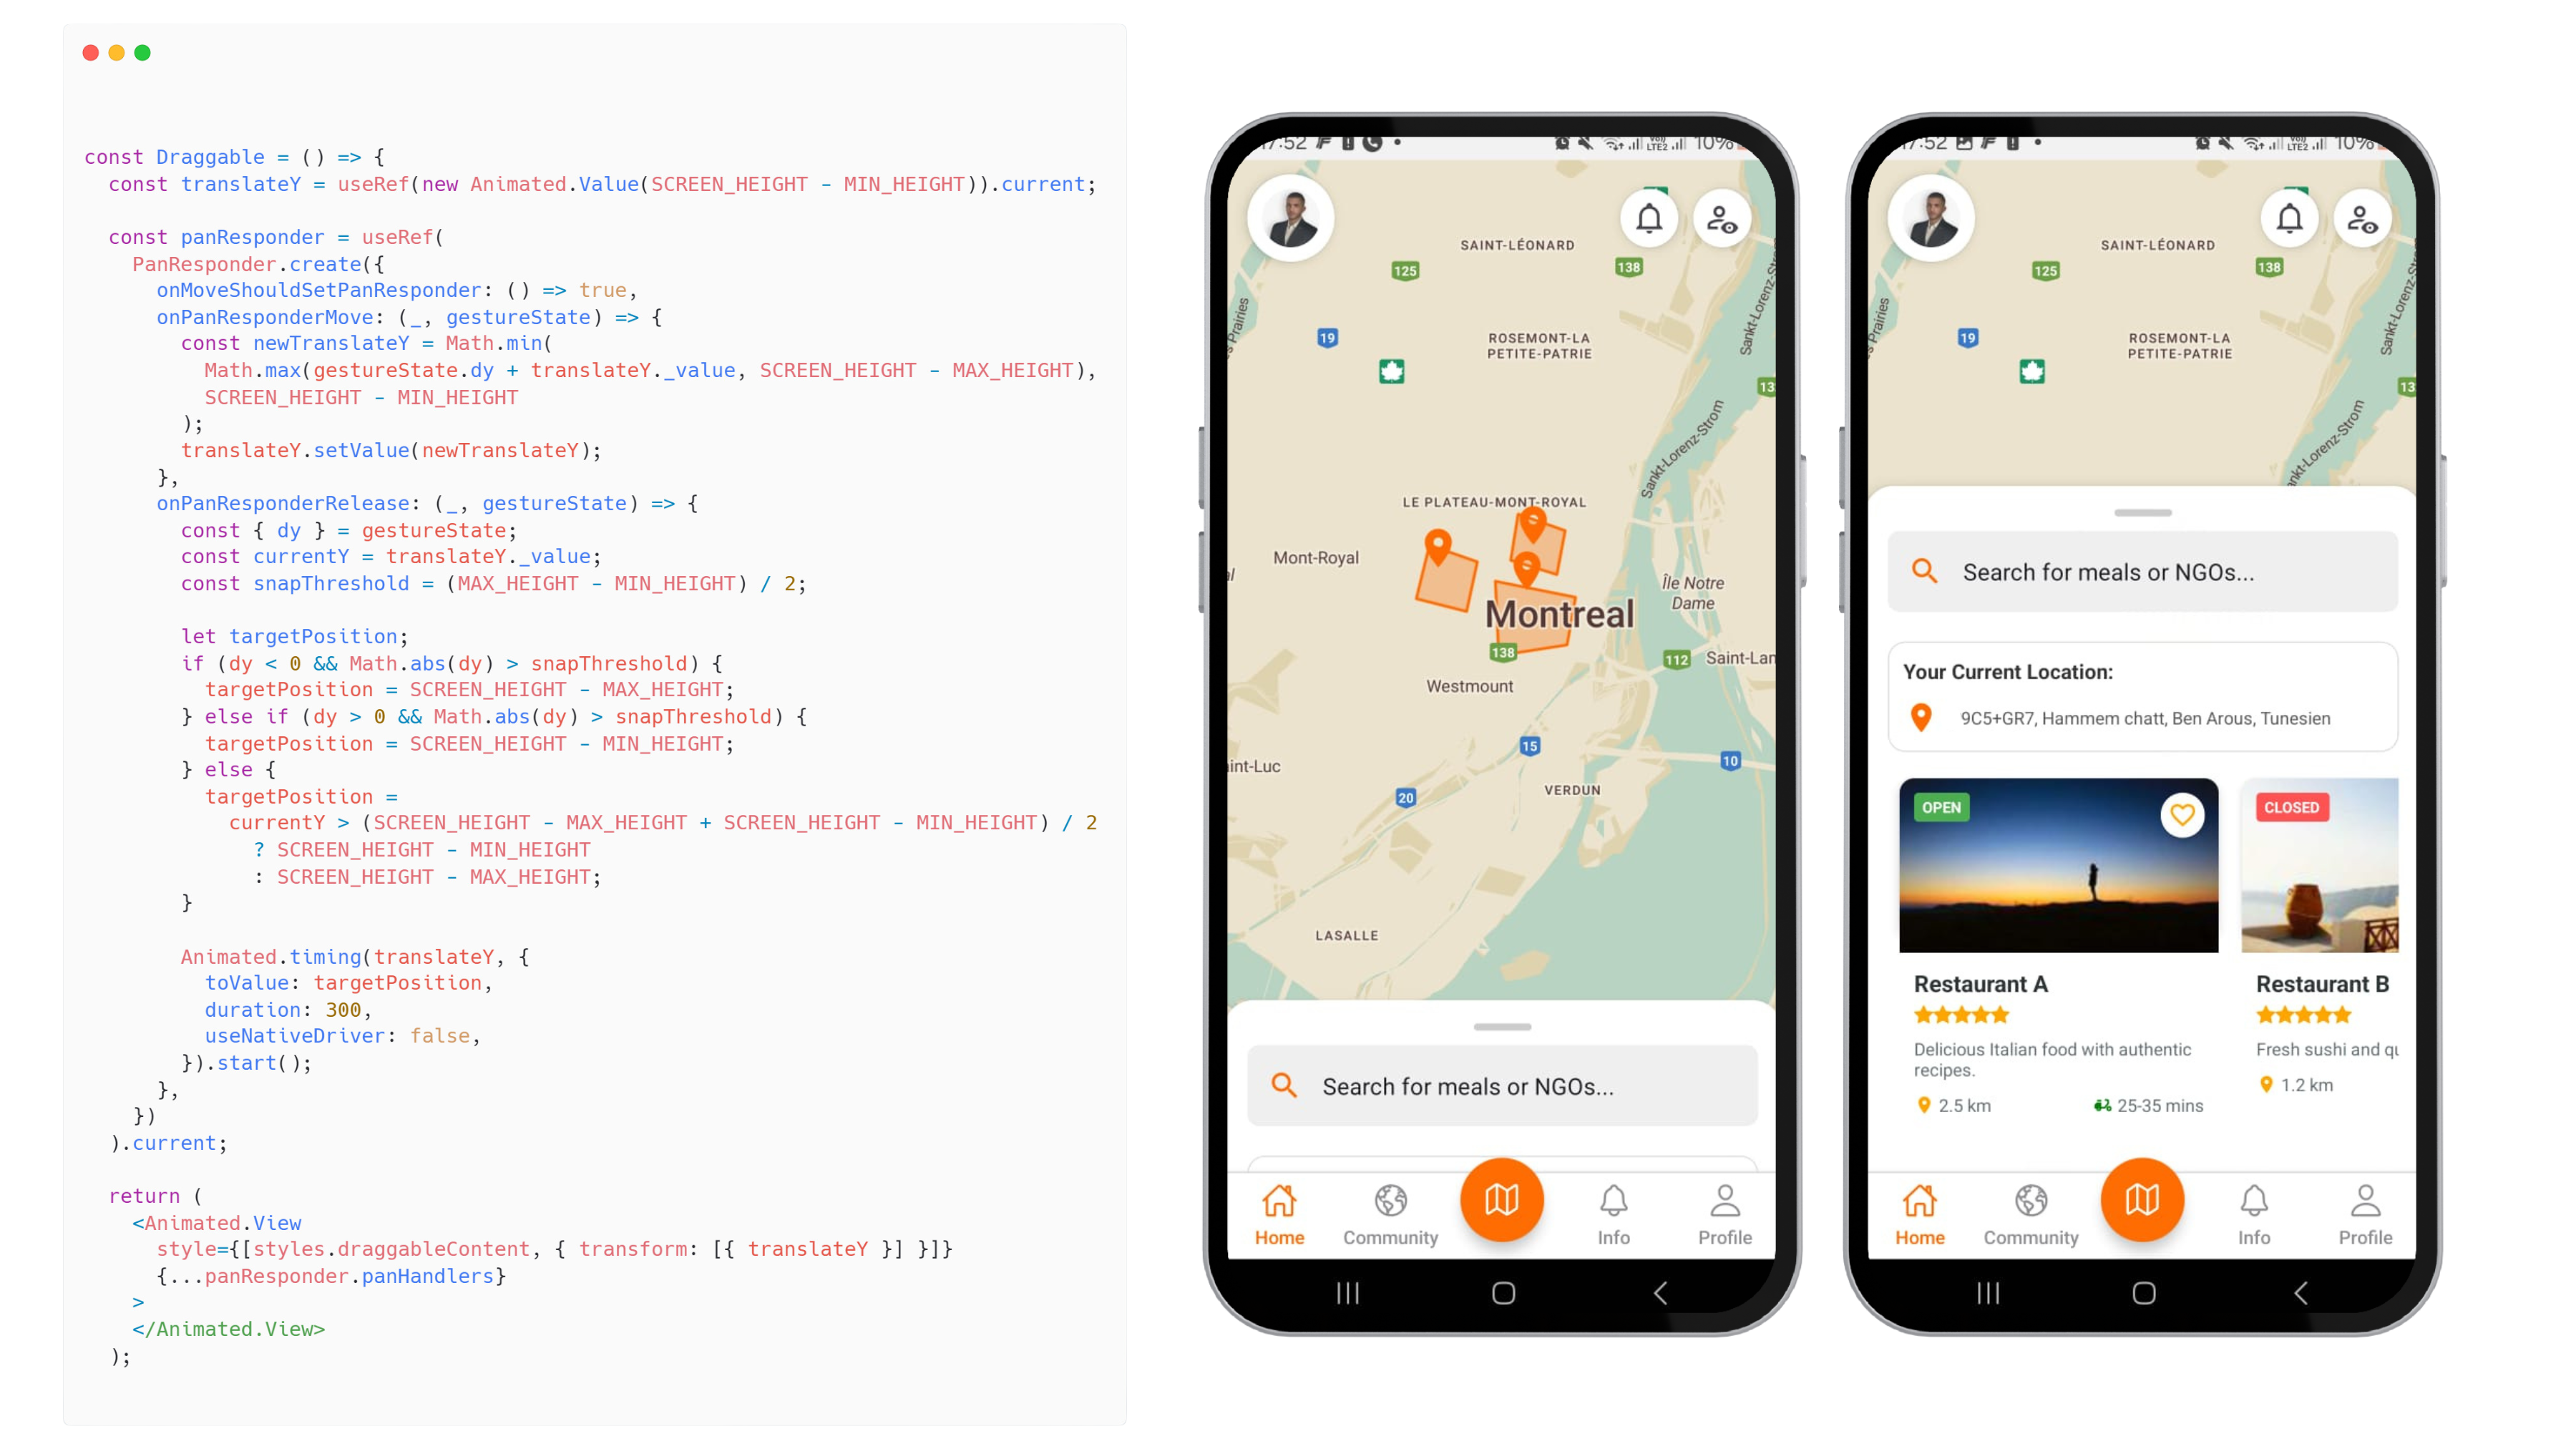 const Draggable = () => {
  const translateY = useRef(new Animated.Value(SCREEN_HEIGHT - MIN_HEIGHT)).current;
  const panResponder = useRef(
    PanResponder.create({
      onMoveShouldSetPanResponder: () => true,
      onPanResponderMove: (_, gestureState) => {
        const newTranslateY = Math.min(
          Math.max(gestureState.dy + translateY._value, SCREEN_HEIGHT - MAX_HEIGHT),
          SCREEN_HEIGHT - MIN_HEIGHT
        );
        translateY.setValue(newTranslateY);
      },
      onPanResponderRelease: (_, gestureState) => {
        const { dy } = gestureState;
        const currentY = translateY._value;
        const snapThreshold = (MAX_HEIGHT - MIN_HEIGHT) / 2;
        let targetPosition;
        if (dy < 0 && Math.abs(dy) > snapThreshold) {
          targetPosition = SCREEN_HEIGHT - MAX_HEIGHT;
        } else if (dy > 0 && Math.abs(dy) > snapThreshold) {
          targetPosition = SCREEN_HEIGHT - MIN_HEIGHT;
        } else {
          targetPosition =
            currentY > (SCREEN_HEIGHT - MAX_HEIGHT + SCREEN_HEIGHT - MIN_HEIGHT) / 2
              ? SCREEN_HEIGHT - MIN_HEIGHT
              : SCREEN_HEIGHT - MAX_HEIGHT;
        }
        Animated.timing(translateY, {
          toValue: targetPosition,
          duration: 300,
          useNativeDriver: false,
        }).start();
      },
    })
  ).current;
  return (
    <Animated.View
      style={[styles.draggableContent, { transform: [{ translateY }] }]}
      {...panResponder.panHandlers}
    >
    </Animated.View>
  );
17:52 10%
SAINT-LÉONARD
125
138
19
ROSEMONT-LA
PETITE-PATRIE
Prairies
Sankt-Lorenz-Str
13
Sankt-Lorenz-Strom
LE PLATEAU-MONT-ROYAL
Mont-Royal
Île Notre
Dame
Montreal
138
112
Saint-Lam
Westmount
15
10
int-Luc
20
VERDUN
LASALLE
Search for meals or NGOs...
Home
Community
Info
Profile
17:52 10%
SAINT-LÉONARD
125
138
19
ROSEMONT-LA
PETITE-PATRIE
Prairies
Sankt-Lorenz-Str
13
nkt-Lorenz-Strom
Search for meals or NGOs...
Your Current Location:
9C5+GR7, Hammem chatt, Ben Arous, Tunesien
OPEN
CLOSED
Restaurant A
Delicious Italian food with authentic
recipes.
2.5 km
25-35 mins
Restaurant B
Fresh sushi and qu
1.2 km
Home
Community
Info
Profile